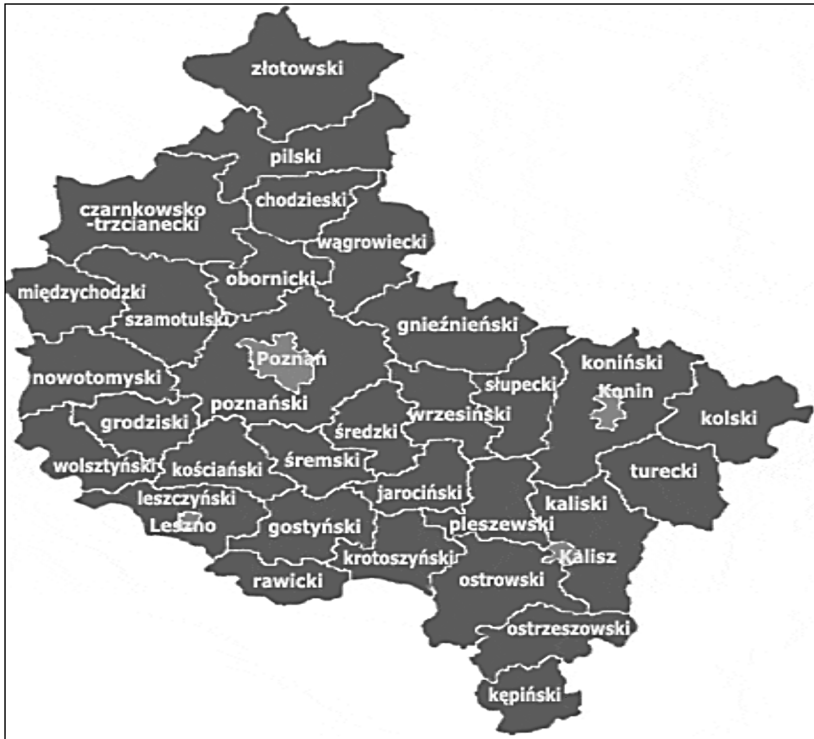 złotowski
pilski
chodzieski
czarnkowsko
-trzcianecki
wągrowiecki
obornicki
międzychodzki
szamotulski
gnieźnieński
Poznań
koniński
nowotomyski
słupecki
Konin
poznański
wrzesiński
kolski
grodziski
średzki
wolsztyński
kościański
śremski
turecki
leszczyński
jarociński
kaliski
Leszno
gostyński
pleszewski
krotoszyński
Kalisz
rawicki
ostrowski
ostrzeszowski
kępiński